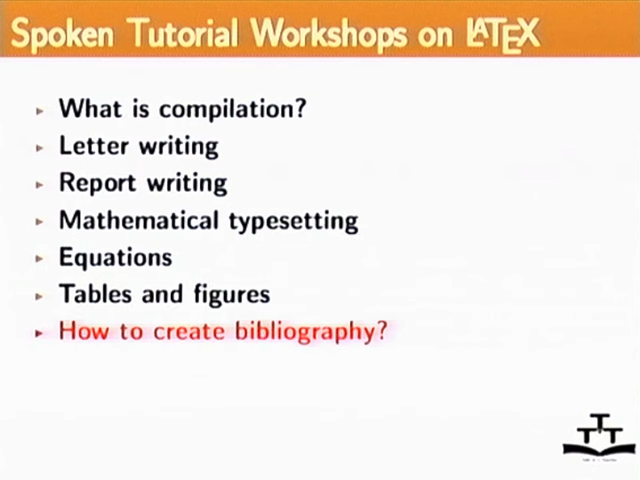 Spoken Tutorial Workshops on LATEX
What is compilation?
Letter writing
Report writing
Mathematical typesetting
Equations
Tables and figures
How to create bibliography?
T
T T